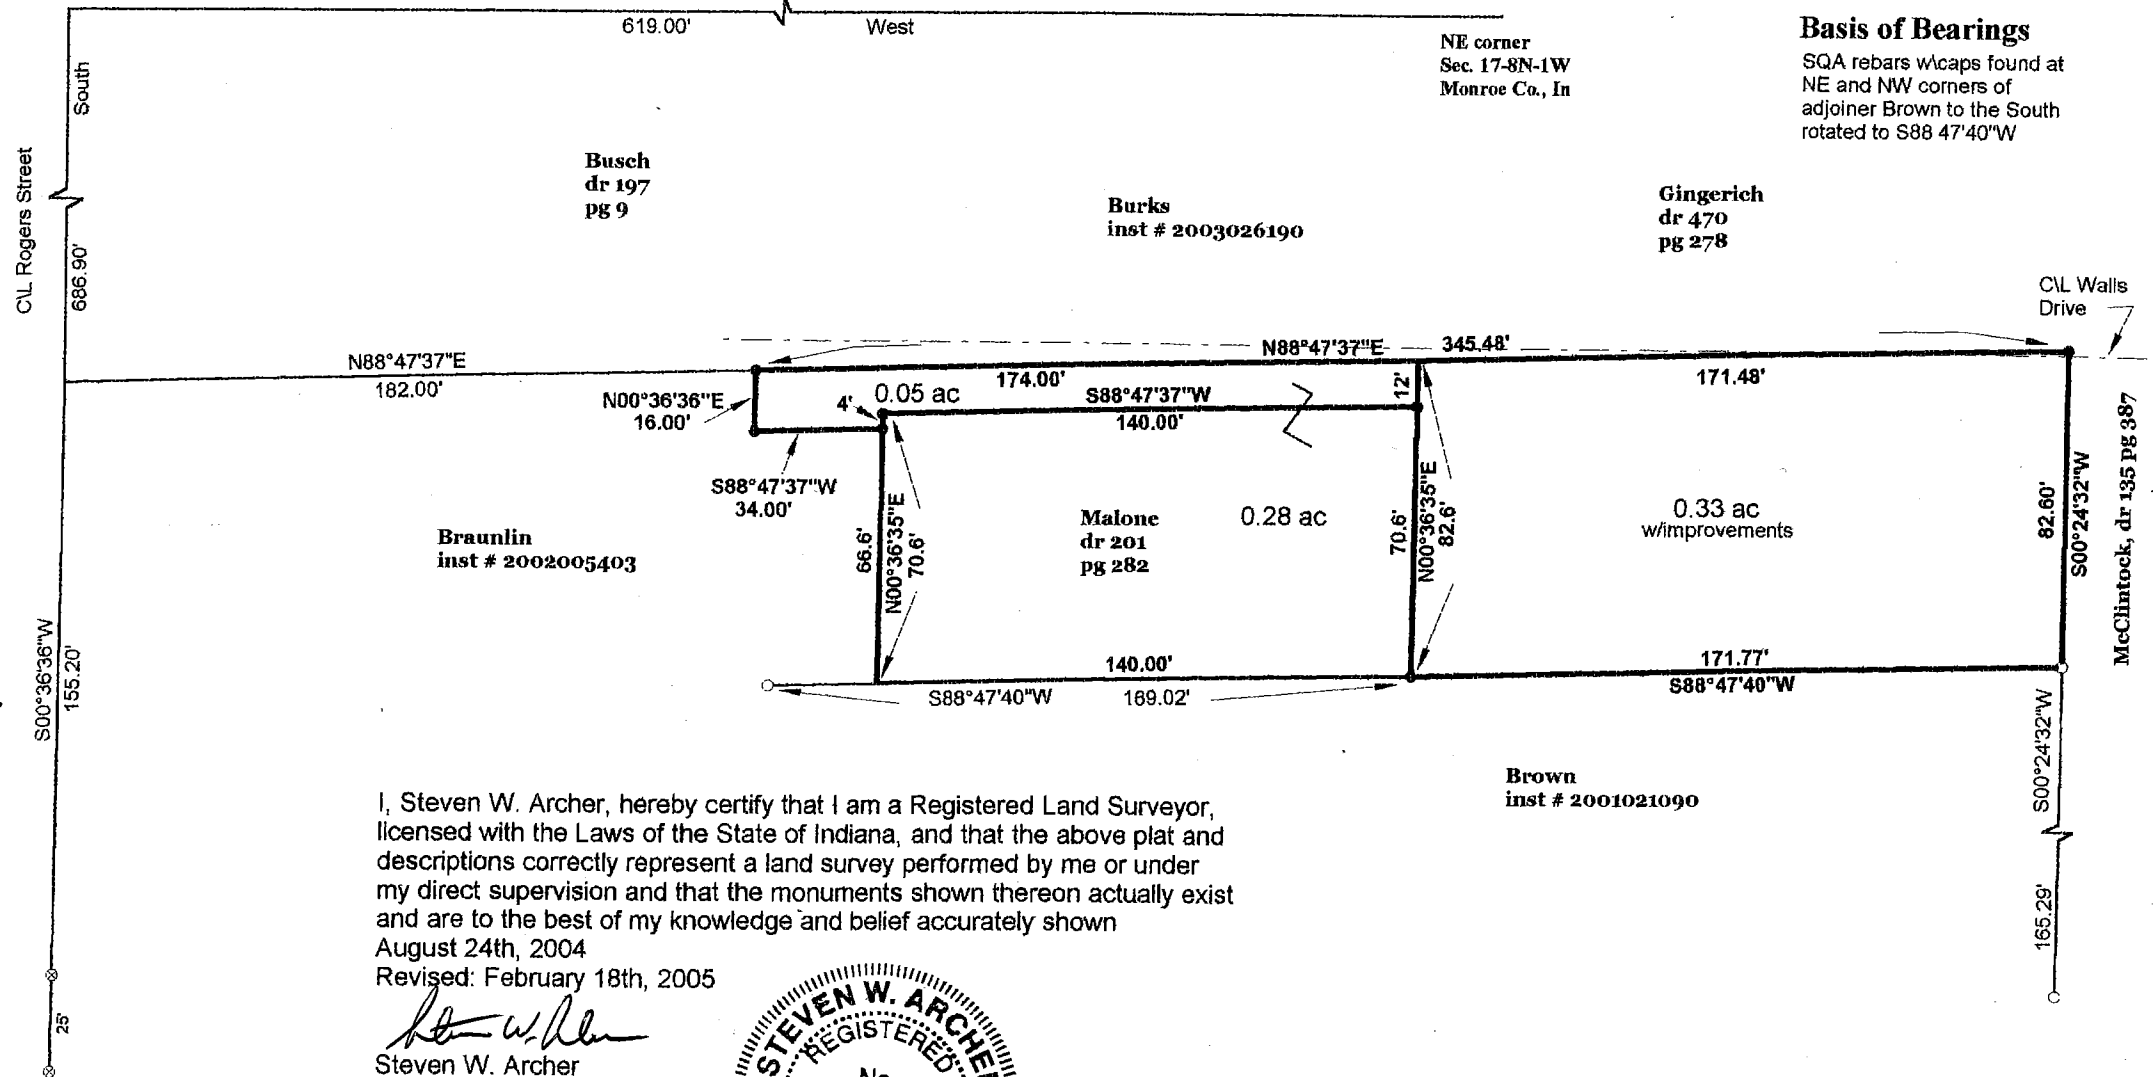 619.00'
West
South
C\L Rogers Street
686.90'
NE corner
Sec. 17-8N-1W
Monroe Co., In
Basis of Bearings
SQA rebars w\caps found at
NE and NW corners of
adjoiner Brown to the South
rotated to S88 47'40"W
Busch
dr 197
pg 9
Burks
inst # 2003026190
Gingerich
dr 470
pg 278
C\L Walls
Drive
N88°47'37"E
182.00'
N88°47'37"E
345.48'
174.00'
171.48'
N00°36'36"E
16.00'
4'
0.05 ac
S88°47'37"W
140.00'
12'
S88°47'37"W
34.00'
Braunlin
inst # 2002005403
66.6'
N00°36'35"E
70.6'
Malone
dr 201
pg 282
0.28 ac
70.6'
N00°36'35"E
82.6'
0.33 ac
w/improvements
82.60'
S00°24'32"W
McClintock, dr 135 pg 387
S00°36'36"W
155.20'
140.00'
S88°47'40"W
169.02'
171.77'
S88°47'40"W
S00°24'32"W
165.29'
Brown
inst # 2001021090
I, Steven W. Archer, hereby certify that I am a Registered Land Surveyor,
licensed with the Laws of the State of Indiana, and that the above plat and
descriptions correctly represent a land survey performed by me or under
my direct supervision and that the monuments shown thereon actually exist
and are to the best of my knowledge and belief accurately shown
August 24th, 2004
Revised: February 18th, 2005
25'
Steven W. Archer
STEVEN W. ARCHER
REGISTERED
No